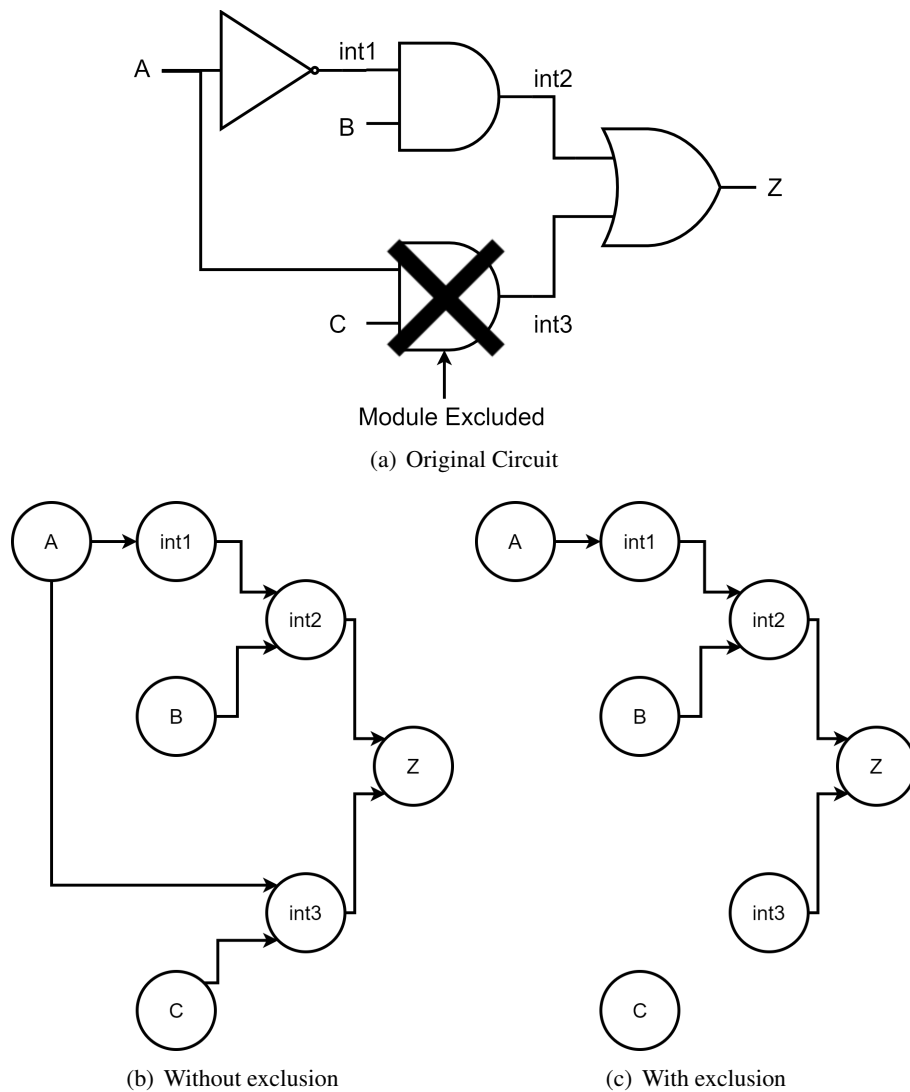 A
int1
int2
B
Z
C
int3
Module Excluded
(a) Original Circuit
A
int1
int2
B
Z
int3
C
(b) Without exclusion
A
int1
int2
B
Z
int3
C
(c) With exclusion